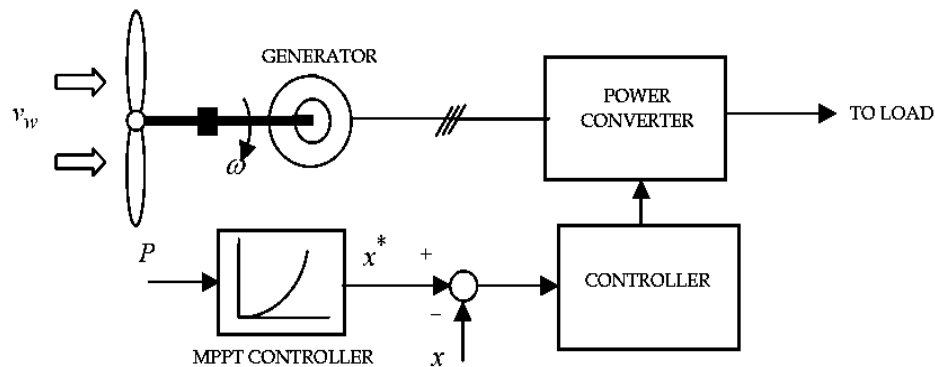 GENERATOR
v_w
ω
POWER
CONVERTER
TO LOAD
P
x*
+
−
x
MPPT CONTROLLER
CONTROLLER